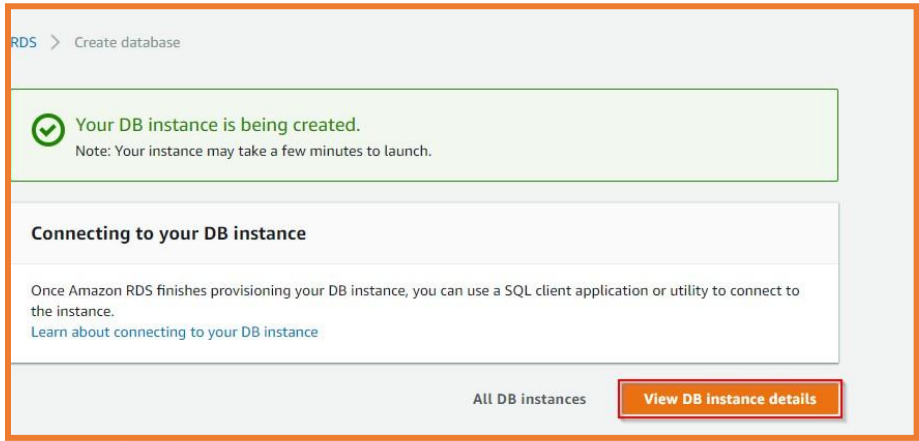 RDS > Create database
Your DB instance is being created.
Note: Your instance may take a few minutes to launch.
Connecting to your DB instance
Once Amazon RDS finishes provisioning your DB instance, you can use a SQL client application or utility to connect to
the instance.
Learn about connecting to your DB instance
All DB instances View DB instance details